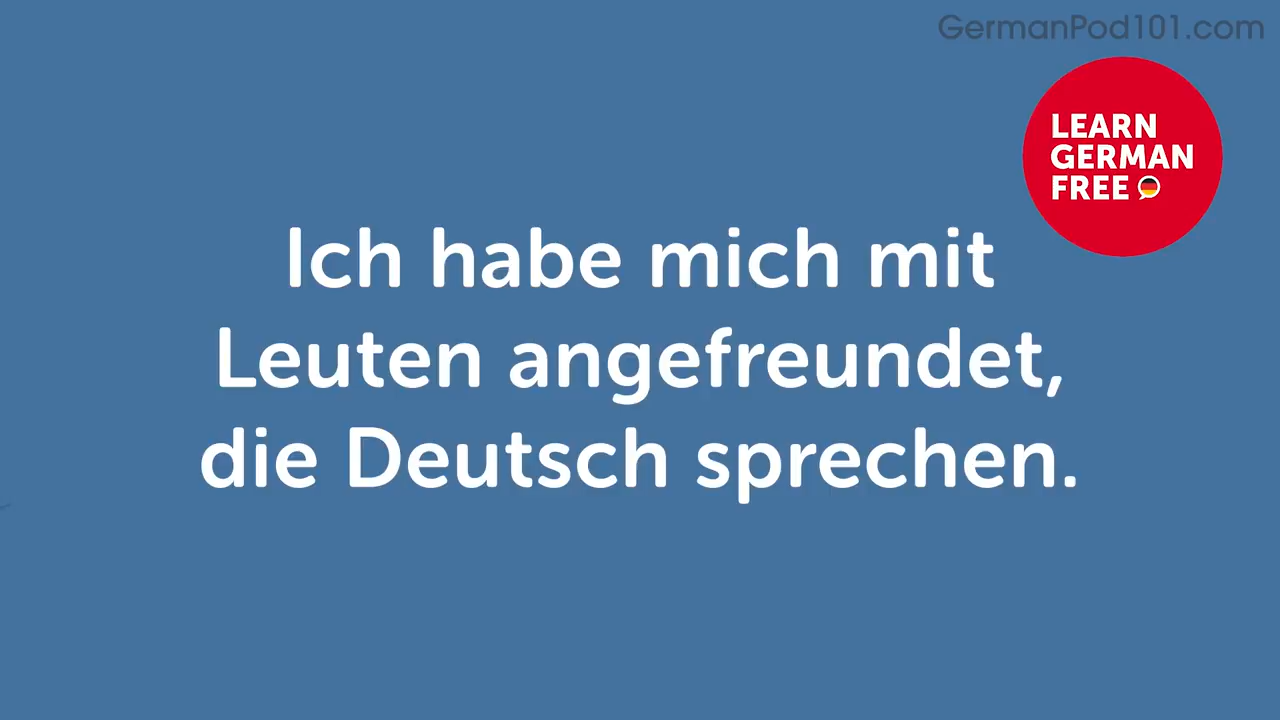 GermanPod101.com
LEARN
GERMAN
FREE
Ich habe mich mit
Leuten angefreundet,
die Deutsch sprechen.